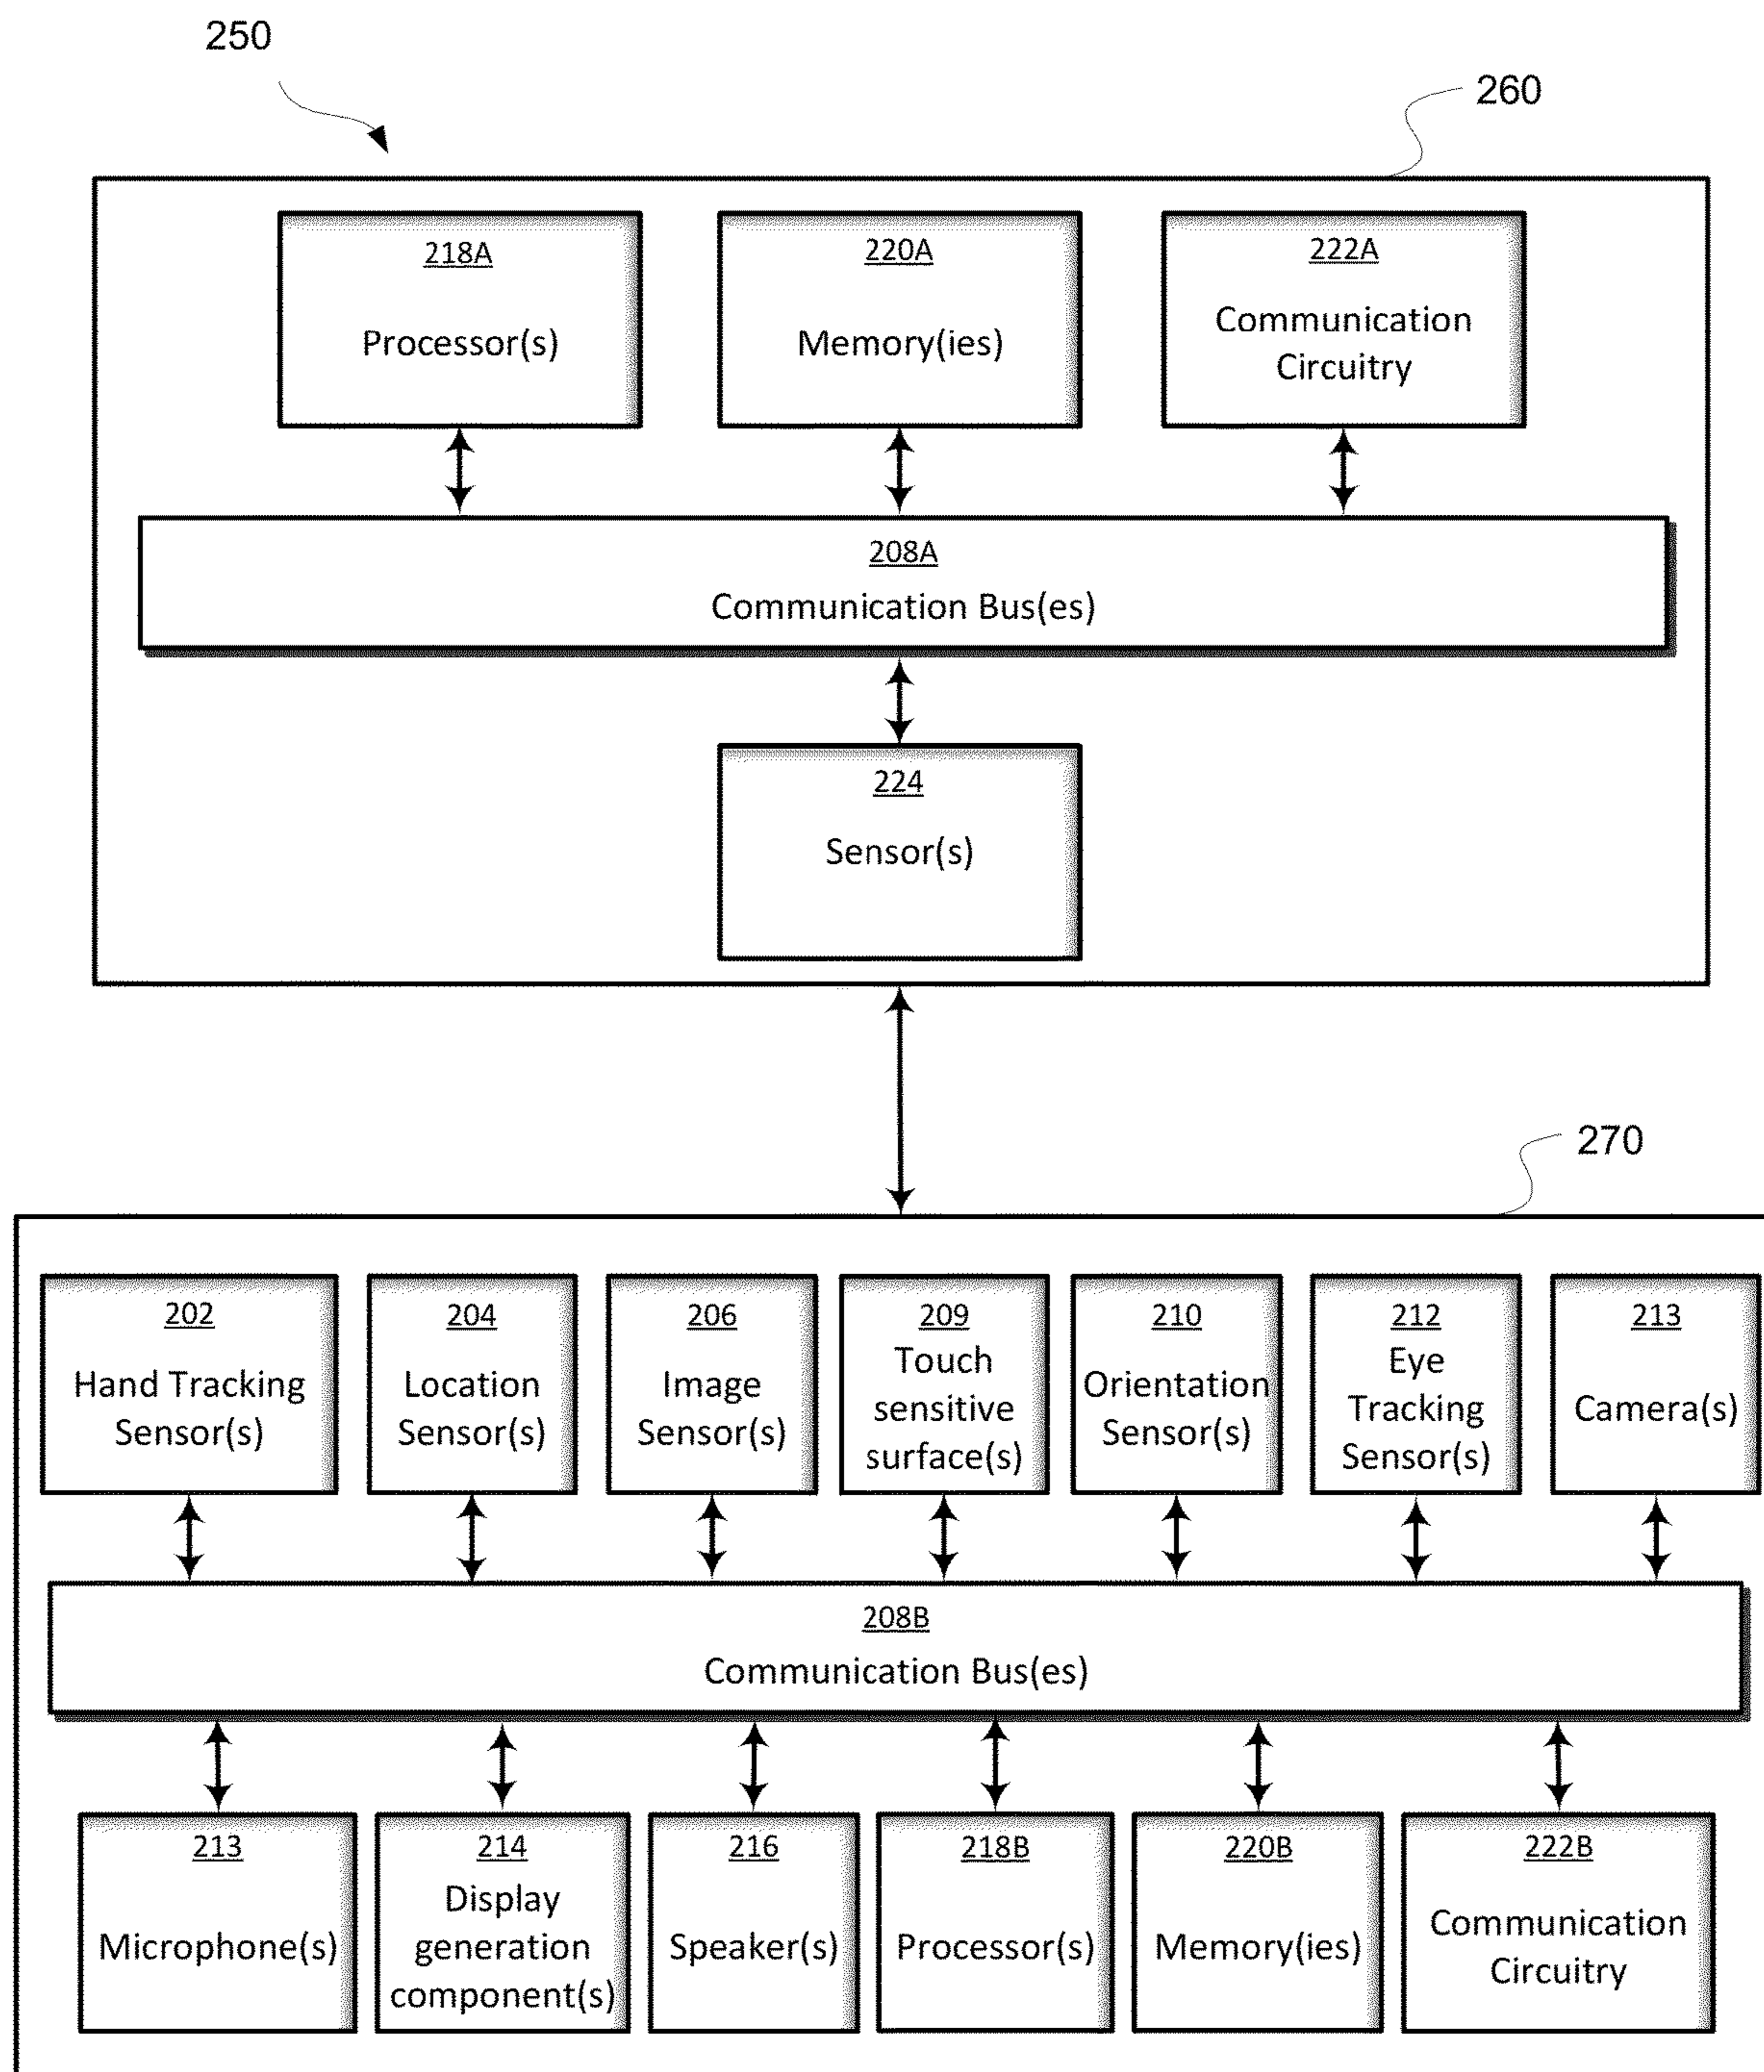 250
260
218A
Processor(s)
220A
Memory(ies)
222A
Communication
Circuitry
208A
Communication Bus(es)
224
Sensor(s)
270
202
Hand Tracking
Sensor(s)
204
Location
Sensor(s)
206
Image
Sensor(s)
209
Touch
sensitive
surface(s)
210
Orientation
Sensor(s)
212
Eye
Tracking
Sensor(s)
213
Camera(s)
208B
Communication Bus(es)
213
Microphone(s)
214
Display
generation
component(s)
216
Speaker(s)
218B
Processor(s)
220B
Memory(ies)
222B
Communication
Circuitry